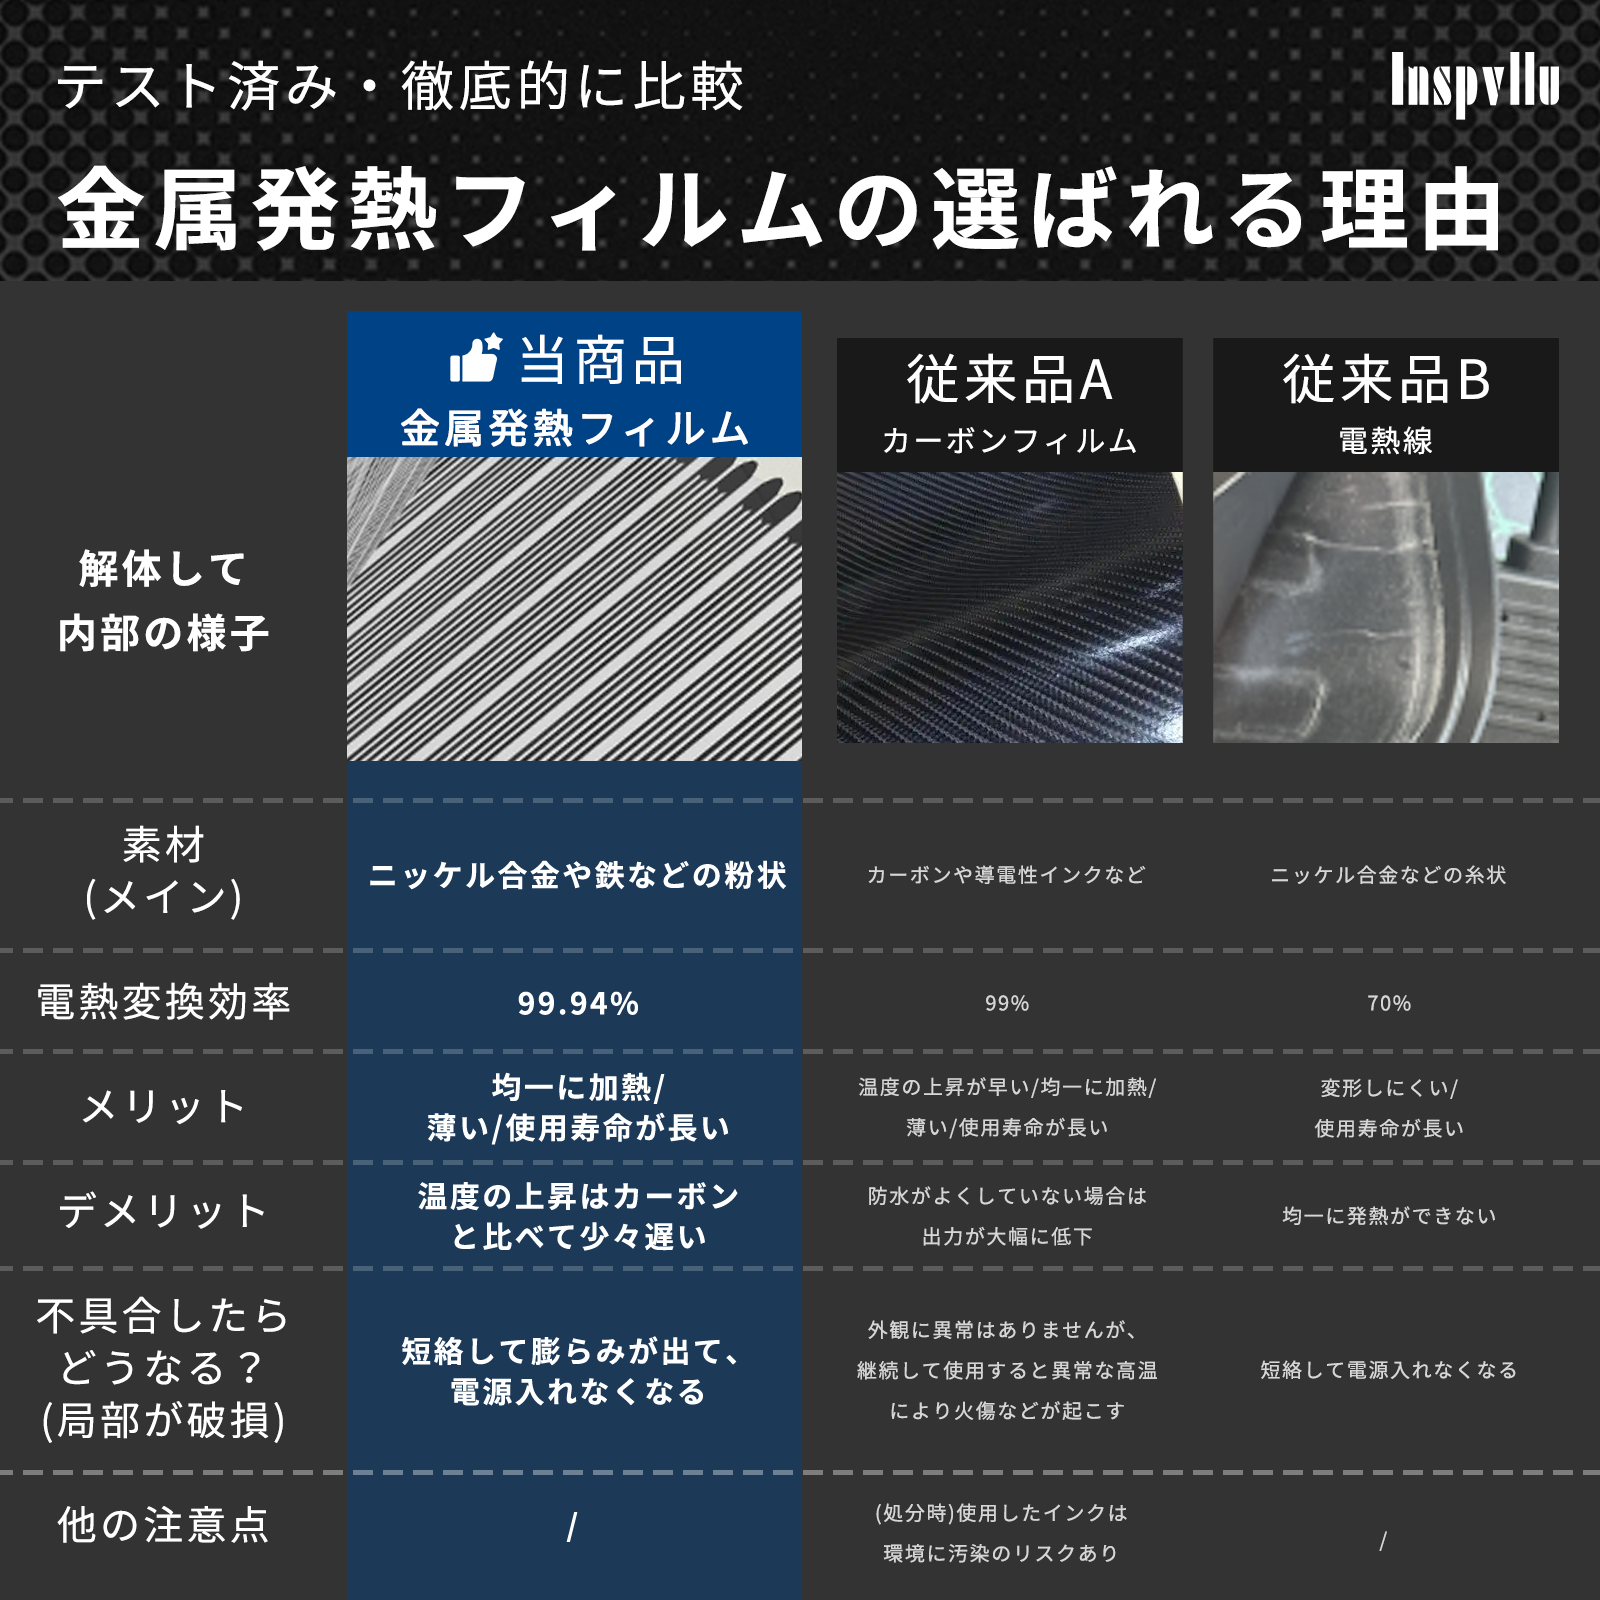 テスト済み・徹底的に比較
Inspvllu
金属発熱フィルムの選ばれる理由
当商品
金属発熱フィルム
従来品A
カーボンフィルム
従来品B
電熱線
解体して
内部の様子
素材
(メイン)
ニッケル合金や鉄などの粉状
カーボンや導電性インクなど
ニッケル合金などの糸状
電熱変換効率
99.94%
99%
70%
メリット
均一に加熱/
薄い/使用寿命が長い
温度の上昇が早い/均一に加熱/
薄い/使用寿命が長い
変形しにくい/
使用寿命が長い
デメリット
温度の上昇はカーボン
と比べて少々遅い
防水がよくしていない場合は
出力が大幅に低下
均一に発熱ができない
不具合したら
どうなる？
(局部が破損)
短絡して膨らみが出て、
電源入れなくなる
外観に異常はありませんが、
継続して使用すると異常な高温
により火傷などが起こす
短絡して電源入れなくなる
他の注意点
/
(処分時)使用したインクは
環境に汚染のリスクあり
/